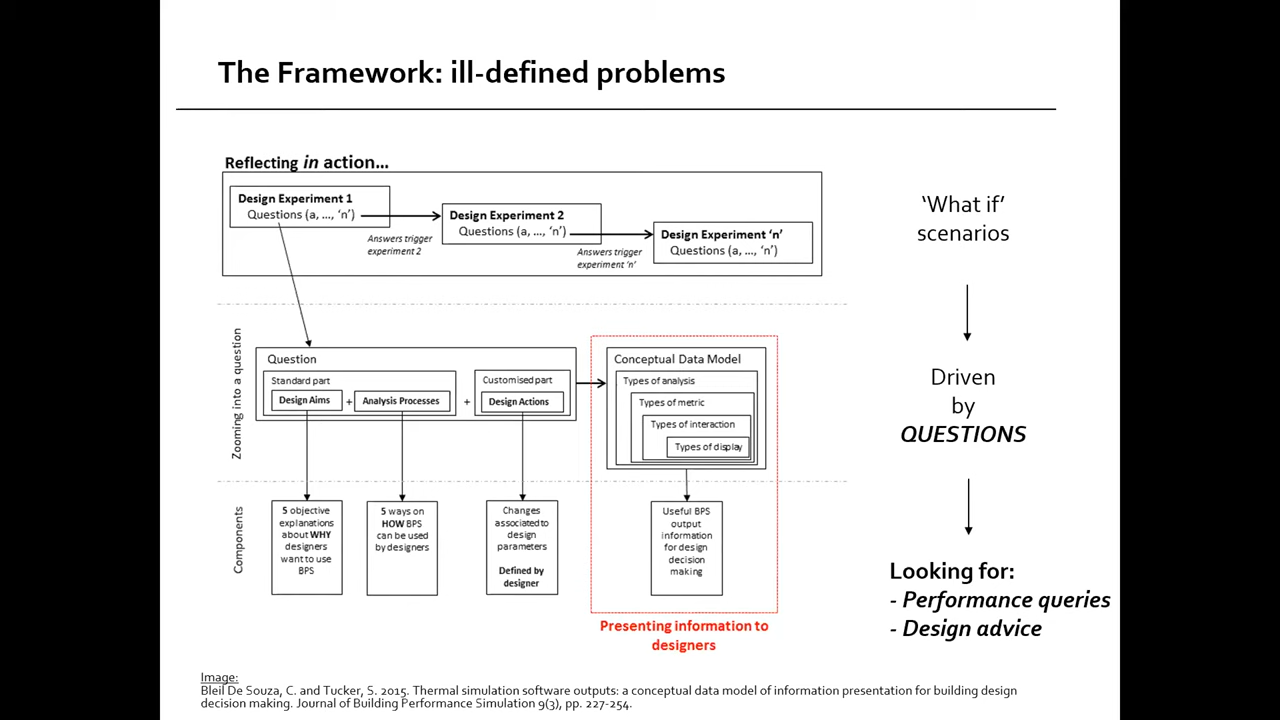 The Framework: ill-defined problems
Reflecting in action...
Design Experiment 1
Questions (a, ..., ‘n’)
Answers trigger
experiment 2
Design Experiment 2
Questions (a, ..., ‘n’)
Answers trigger
experiment ‘n’
Design Experiment ‘n’
Questions (a, ..., ‘n’)
Zooming into a question
Question
Standard part
Design Aims
+
Analysis Processes
+
Customised part
Design Actions
Conceptual Data Model
Types of analysis
Types of metric
Types of interaction
Types of display
Components
5 objective
explanations
about WHY
designers
want to use
BPS
5 ways on
HOW BPS
can be used
by designers
Changes
associated to
design
parameters
Defined by
designer
Useful BPS
output
information
for design
decision
making
Presenting information to
designers
‘What if’
scenarios
Driven
by
QUESTIONS
Looking for:
- Performance queries
- Design advice
Image:
Bleil De Souza, C. and Tucker, S. 2015. Thermal simulation software outputs: a conceptual data model of information presentation for building design
decision making. Journal of Building Performance Simulation 9(3), pp. 227-254.